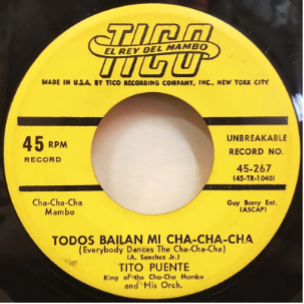 TICO
EL REY DEL MAMBO
MADE IN U.S.A. BY TICO RECORDING COMPANY, INC., NEW YORK CITY
45 RPM
RECORD
UNBREAKABLE
RECORD NO.
45-267
(45-TR-1040)
Cha-Cha-Cha
Mambo
Guy Barry Ent.
(ASCAP)
TODOS BAILAN MI CHA-CHA-CHA
(Everybody Dances The Cha-Cha-Cha)
(A. Sanchez Jr.)
TITO PUENTE
King of the Cha-Cha Mambo
and His Orch.